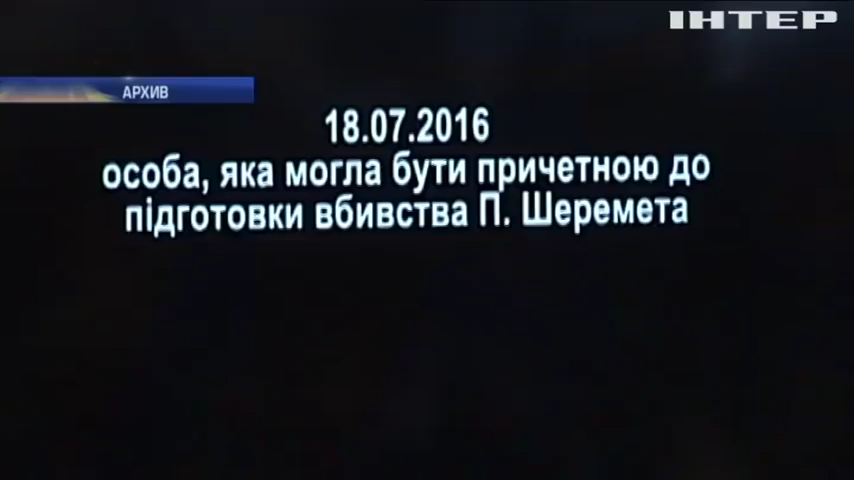 ІНТЕР
АРХИВ
18.07.2016
особа, яка могла бути причетною до
підготовки вбивства П. Шеремета